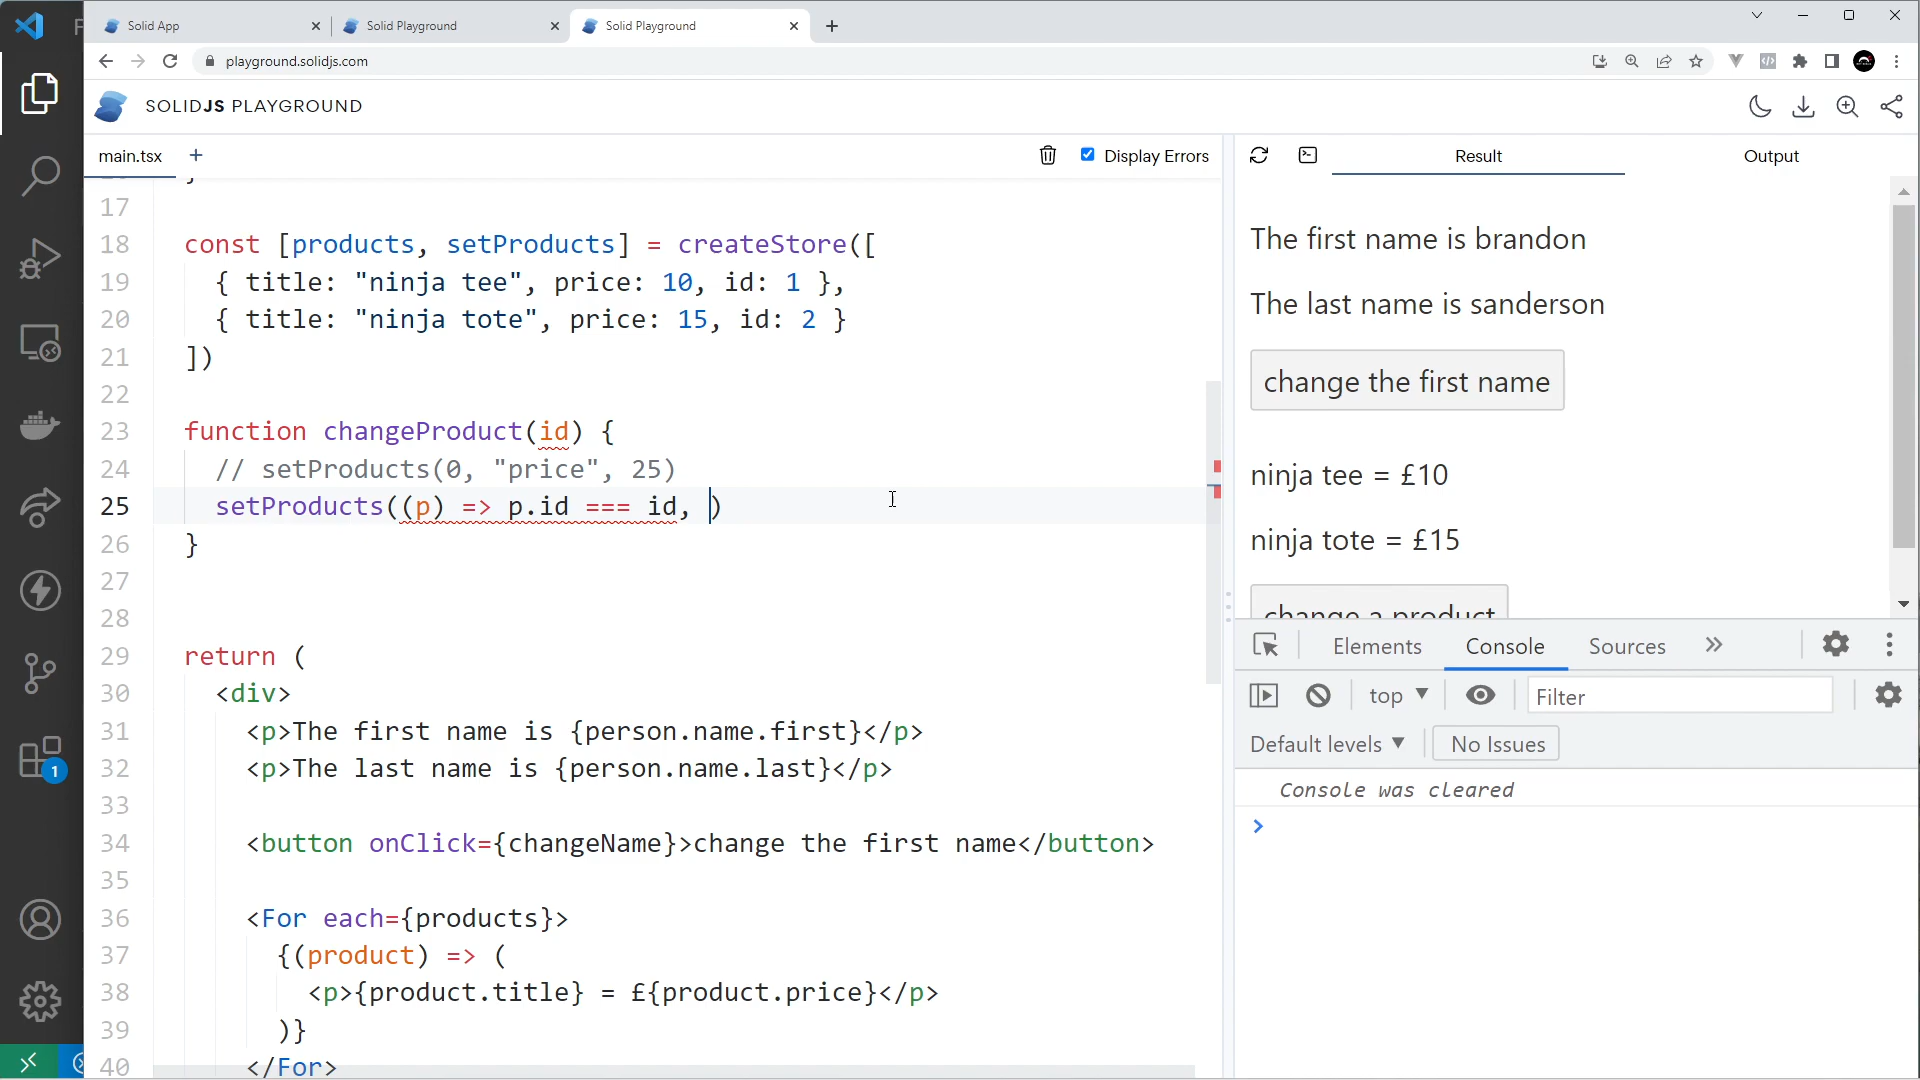 F
Solid App
Solid Playground
Solid Playground
playground.solidjs.com
SOLIDJS PLAYGROUND
main.tsx
Display Errors
Result
Output
17
18 const [products, setProducts] = createStore([
19 { title: "ninja tee", price: 10, id: 1 },
20 { title: "ninja tote", price: 15, id: 2 }
21 ])
22
23 function changeProduct(id) {
24 // setProducts(0, "price", 25)
25 setProducts((p) => p.id === id, )
26 }
27
28
29 return (
30 <div>
31 <p>The first name is {person.name.first}</p>
32 <p>The last name is {person.name.last}</p>
33
34 <button onClick={changeName}>change the first name</button>
35
36 <For each={products}>
37 {(product) => (
38 <p>{product.title} = £{product.price}</p>
39 )}
40 </For>
The first name is brandon
The last name is sanderson
change the first name
ninja tee = £10
ninja tote = £15
change a product
Elements
Console
Sources
top
Filter
Default levels
No Issues
Console was cleared
1